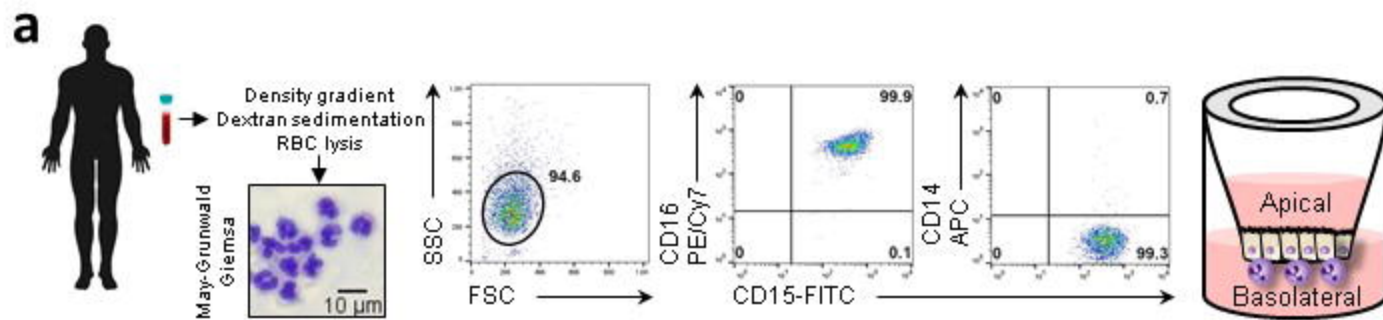 a
Density gradient
Dextran sedimentation
RBC lysis
May-Grunwald
Giemsa
10 µm
SSC
94.6
FSC
CD16
PE/Cy7
0
99.9
0
0.1
CD15-FITC
CD14
APC
0
0.7
0
99.3
Apical
Basolateral